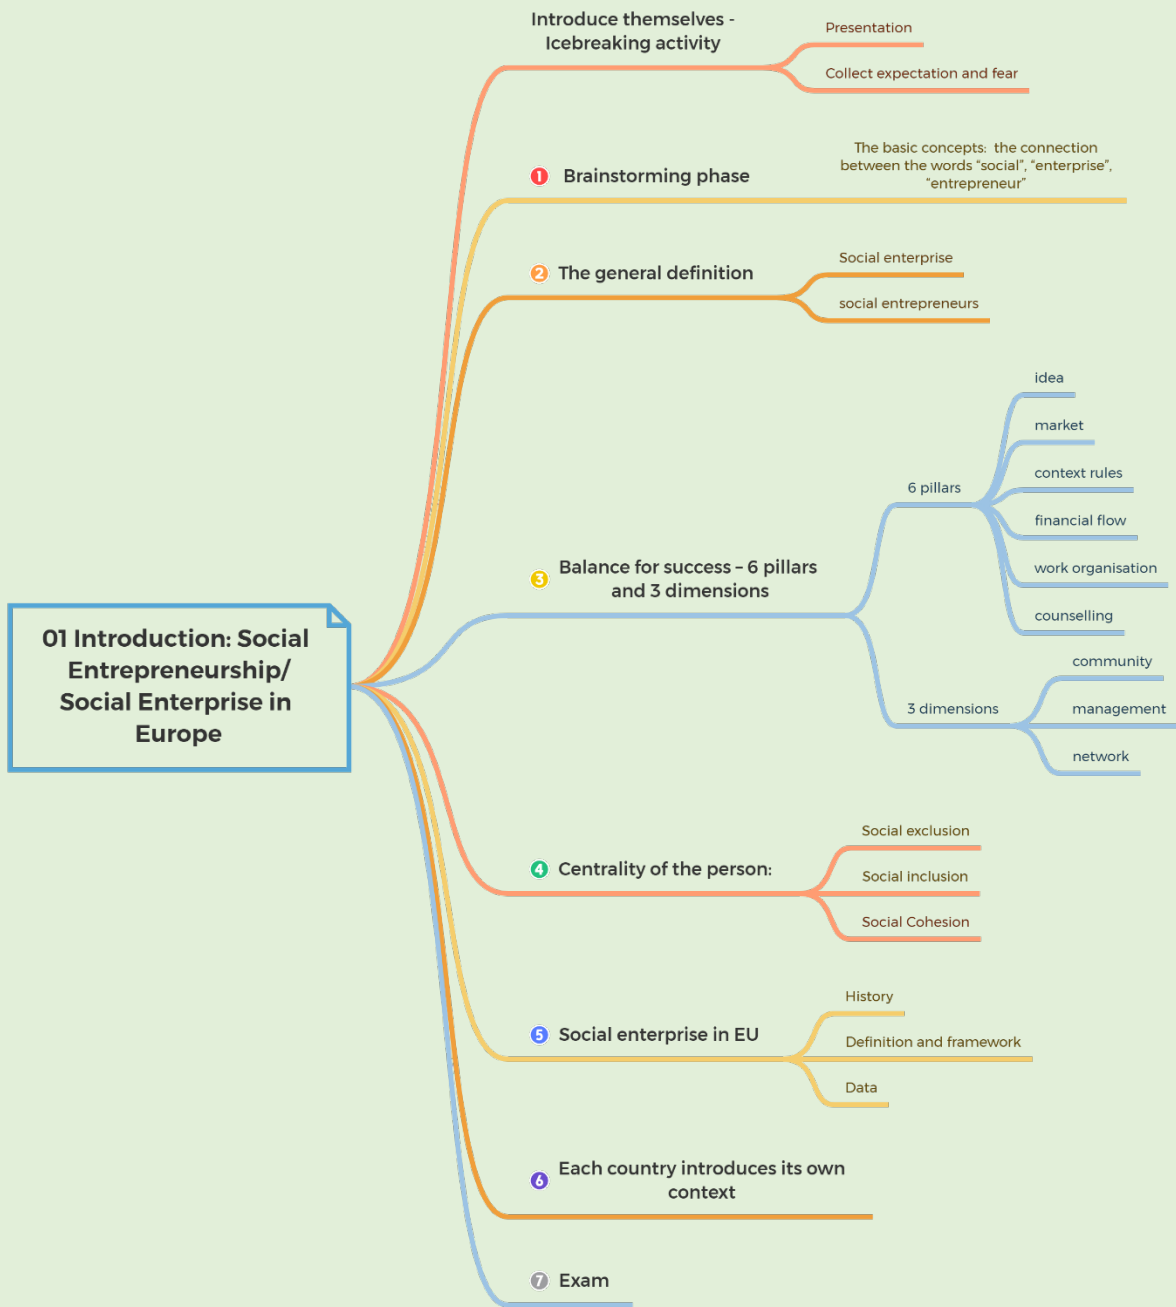 01 Introduction: Social
Entrepreneurship/
Social Enterprise in
Europe
Introduce themselves -
Icebreaking activity
Presentation
Collect expectation and fear
1 Brainstorming phase
The basic concepts: the connection
between the words “social”, “enterprise”,
“entrepreneur”
2 The general definition
Social enterprise
social entrepreneurs
3 Balance for success – 6 pillars
and 3 dimensions
6 pillars
idea
market
context rules
financial flow
work organisation
counselling
3 dimensions
community
management
network
4 Centrality of the person:
Social exclusion
Social inclusion
Social Cohesion
5 Social enterprise in EU
History
Definition and framework
Data
6 Each country introduces its own
context
7 Exam